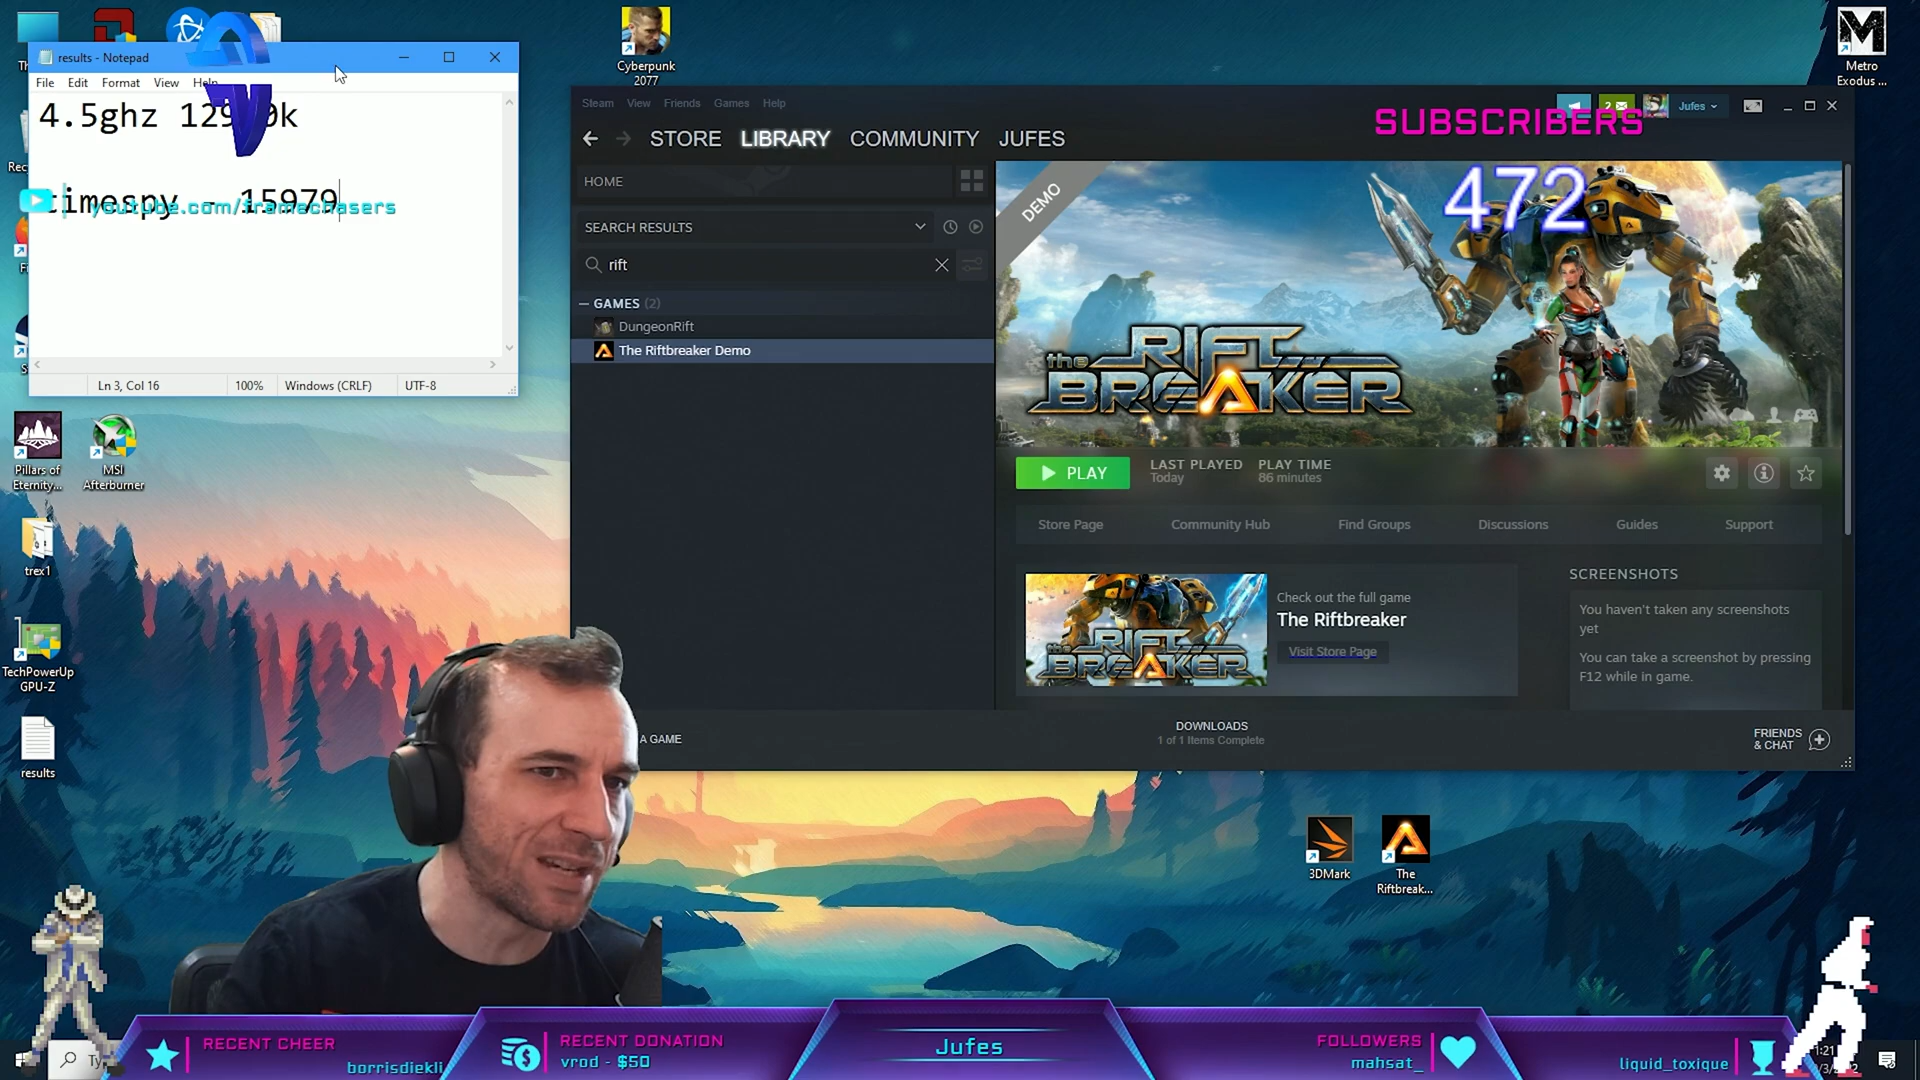 results - Notepad
File Edit Format View Help
4.5ghz
timespy - 15979
youtube.com/framechasers
Ln 3, Col 16
100%
Windows (CRLF)
UTF-8
Cyberpunk
2077
Metro
Exodus ...
Steam View Friends Games Help
2
Jufes
SUBSCRIBERS
472
STORE LIBRARY COMMUNITY JUFES
HOME
SEARCH RESULTS
rift
GAMES (2)
DungeonRift
The Riftbreaker Demo
DEMO
the
RIFT
BREAKER
PLAY
LAST PLAYED
Today
PLAY TIME
86 minutes
Store Page
Community Hub
Find Groups
Discussions
Guides
Support
the
RIFT
BREAKER
Check out the full game
The Riftbreaker
Visit Store Page
SCREENSHOTS
You haven't taken any screenshots
yet
You can take a screenshot by pressing
F12 while in game.
A GAME
DOWNLOADS
1 of 1 Items Complete
FRIENDS
& CHAT
Pillars of
Eternity...
MSI
Afterburner
trex1
TechPowerUp
GPU-Z
results
3DMark
The
Riftbreak...
RECENT CHEER
borrisdiekli
RECENT DONATION
vrod - $50
Jufes
FOLLOWERS
mahsat_
liquid_toxique